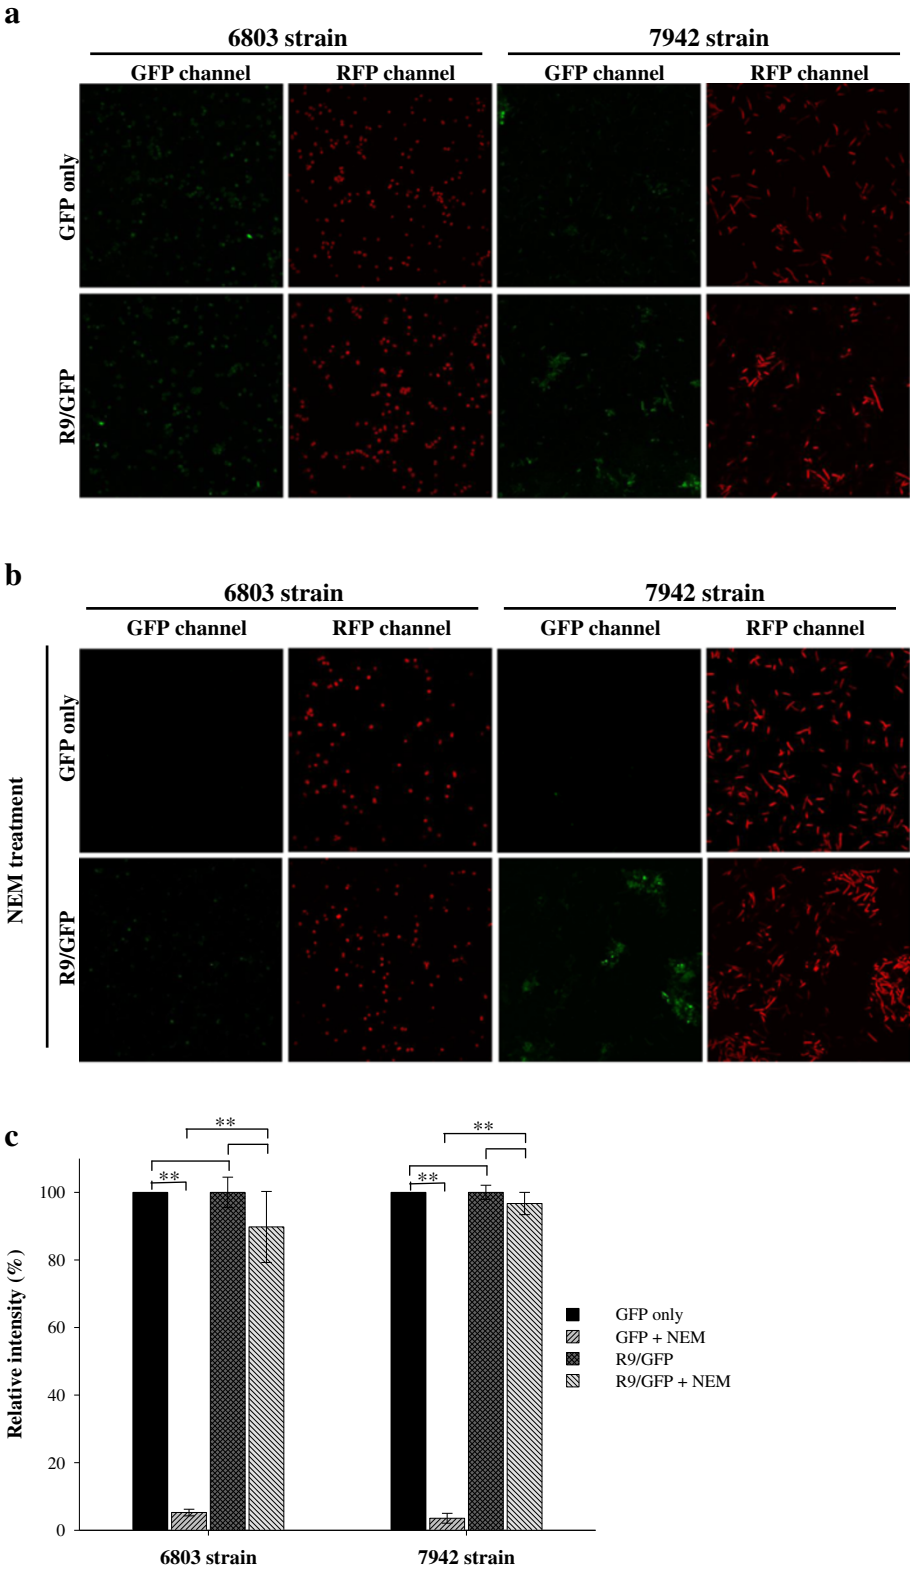 a
6803 strain 7942 strain
GFP channel RFP channel GFP channel RFP channel
GFP only
R9/GFP
b
6803 strain 7942 strain
GFP channel RFP channel GFP channel RFP channel
NEM treatment
GFP only
R9/GFP
c
** **
** **
Relative intensity (%)
100
80
60
40
20
0
GFP only
GFP + NEM
R9/GFP
R9/GFP + NEM
6803 strain 7942 strain